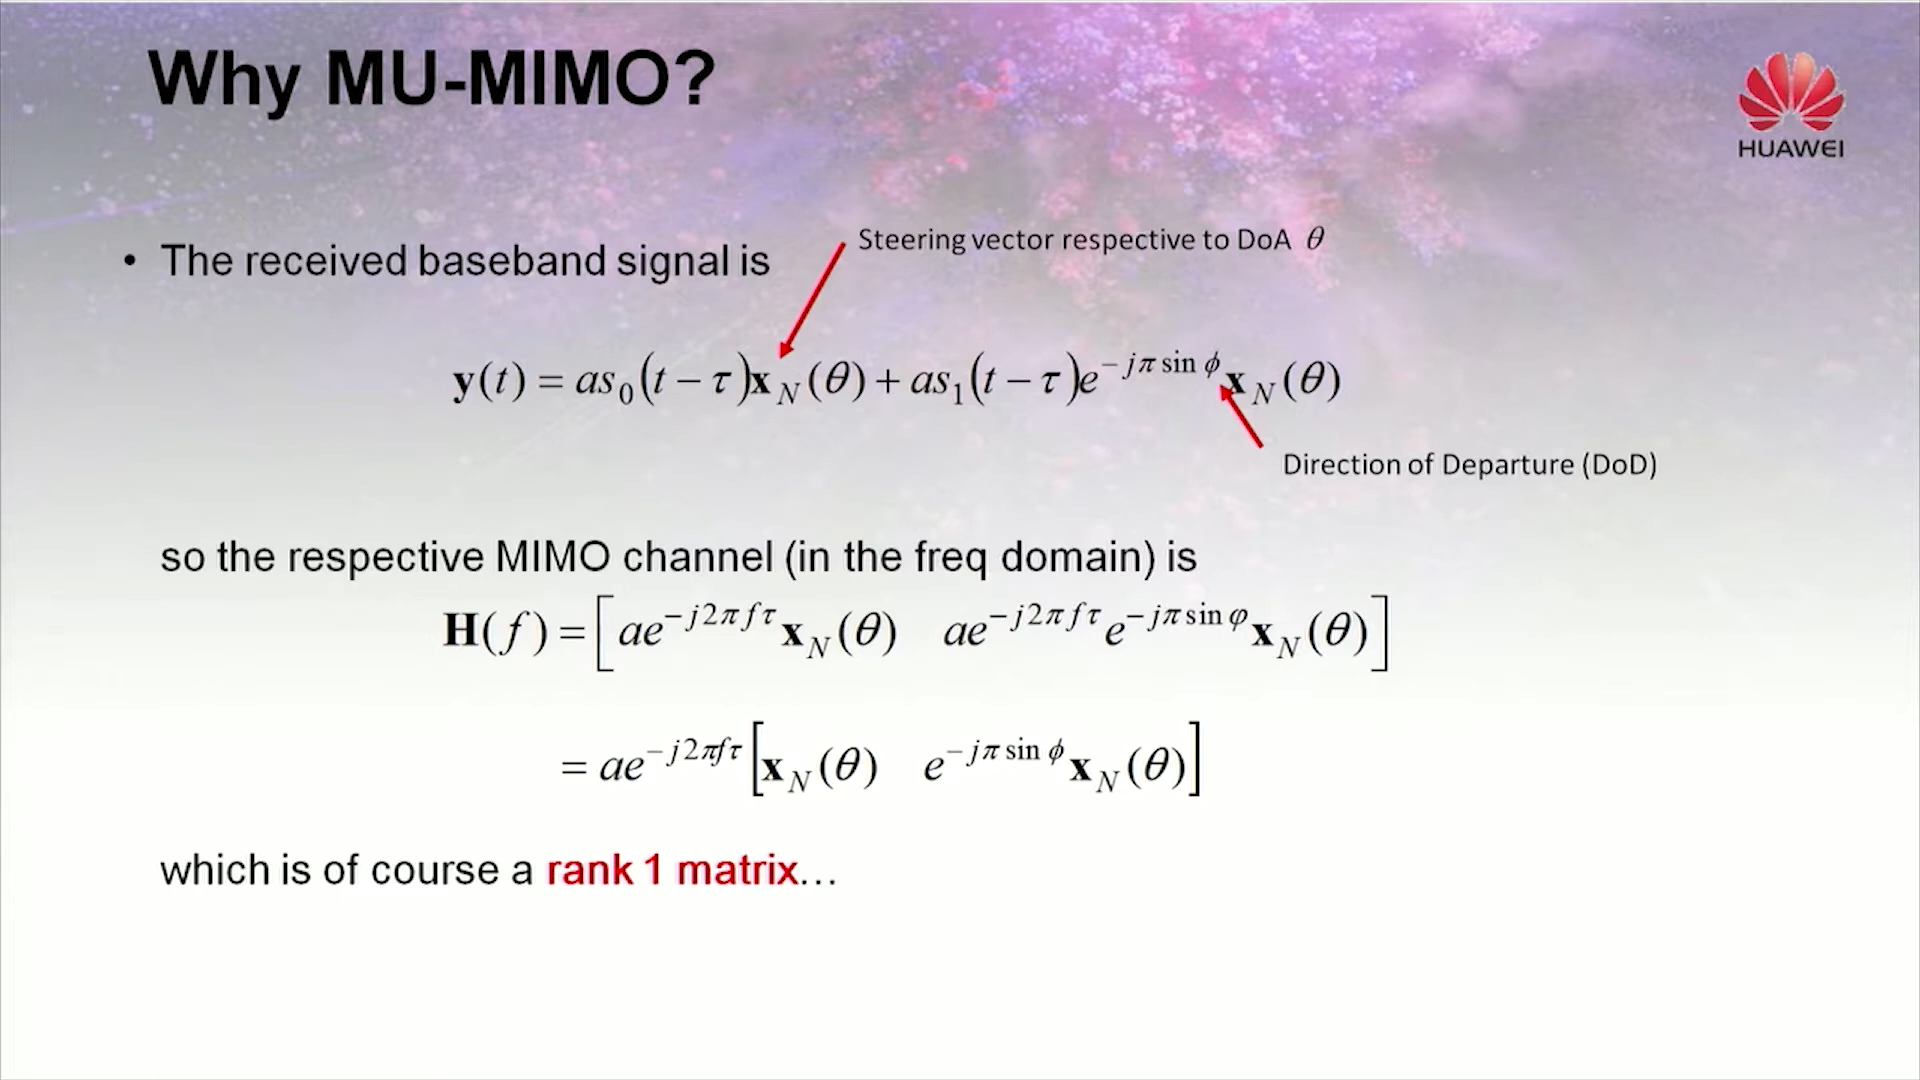 Why MU-MIMO?
HUAWEI
Steering vector respective to DoA θ
• The received baseband signal is
y(t) = as₀(t − τ)x_N(θ) + as₁(t − τ)e^{−jπ sin ϕ}x_N(θ)
Direction of Departure (DoD)
so the respective MIMO channel (in the freq domain) is
H(f) = [ae^{−j2πfτ}x_N(θ) ae^{−j2πfτ}e^{−jπ sin φ}x_N(θ)]
= ae^{−j2πfτ}[x_N(θ) e^{−jπ sin ϕ}x_N(θ)]
which is of course a rank 1 matrix…